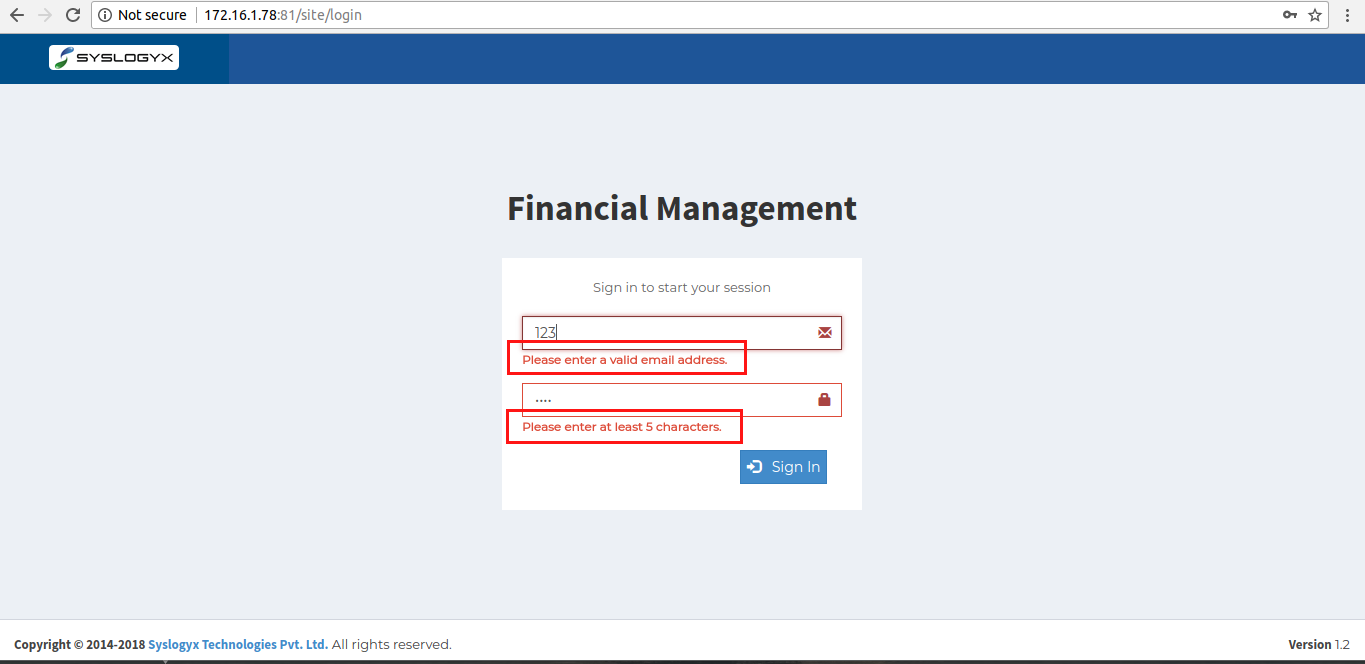 Not secure 172.16.1.78:81/site/login
SYSLOGYX
Financial Management
Sign in to start your session
123
Please enter a valid email address.
••••
Please enter at least 5 characters.
Sign In
Copyright © 2014-2018 Syslogyx Technologies Pvt. Ltd. All rights reserved.
Version 1.2